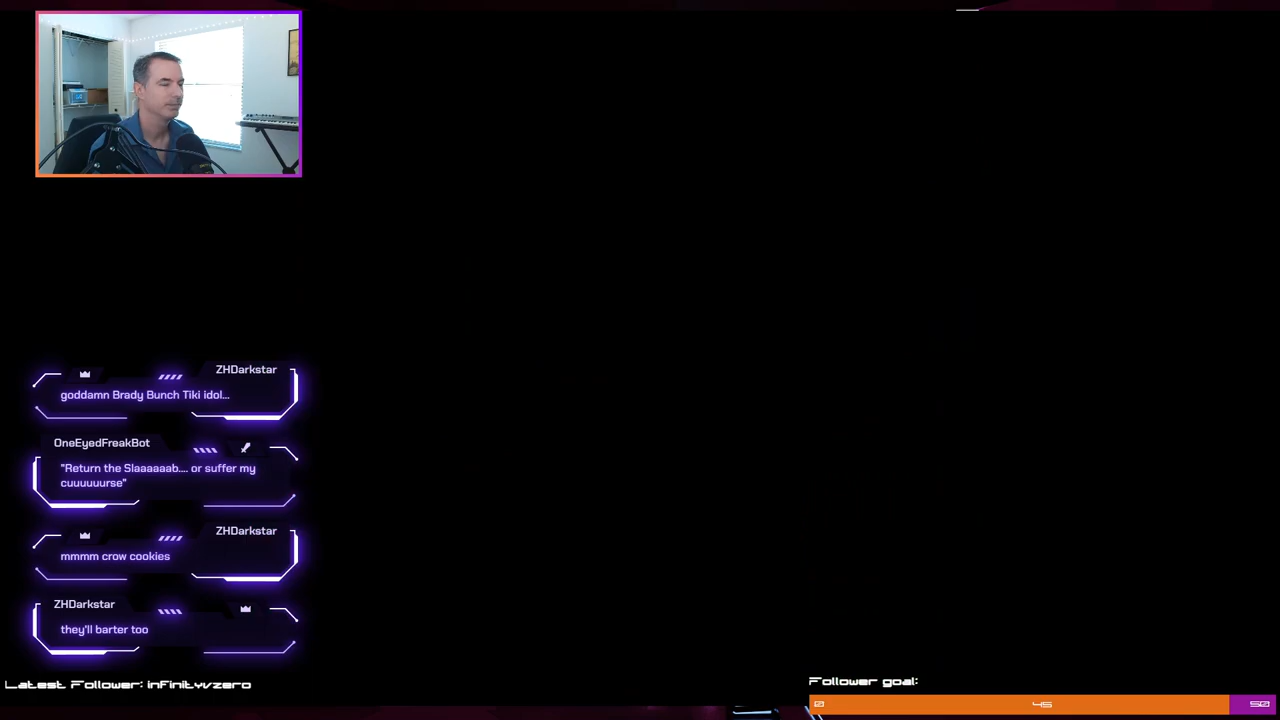 ZHDarkstar
goddamn Brady Bunch Tiki idol...
OneEyedFreakBot
"Return the Slaaaaaab.... or suffer my
cuuuuuurse"
ZHDarkstar
mmmm crow cookies
ZHDarkstar
they'll barter too
Latest Follower: infinityvzero
Follower goal:
0 45 50